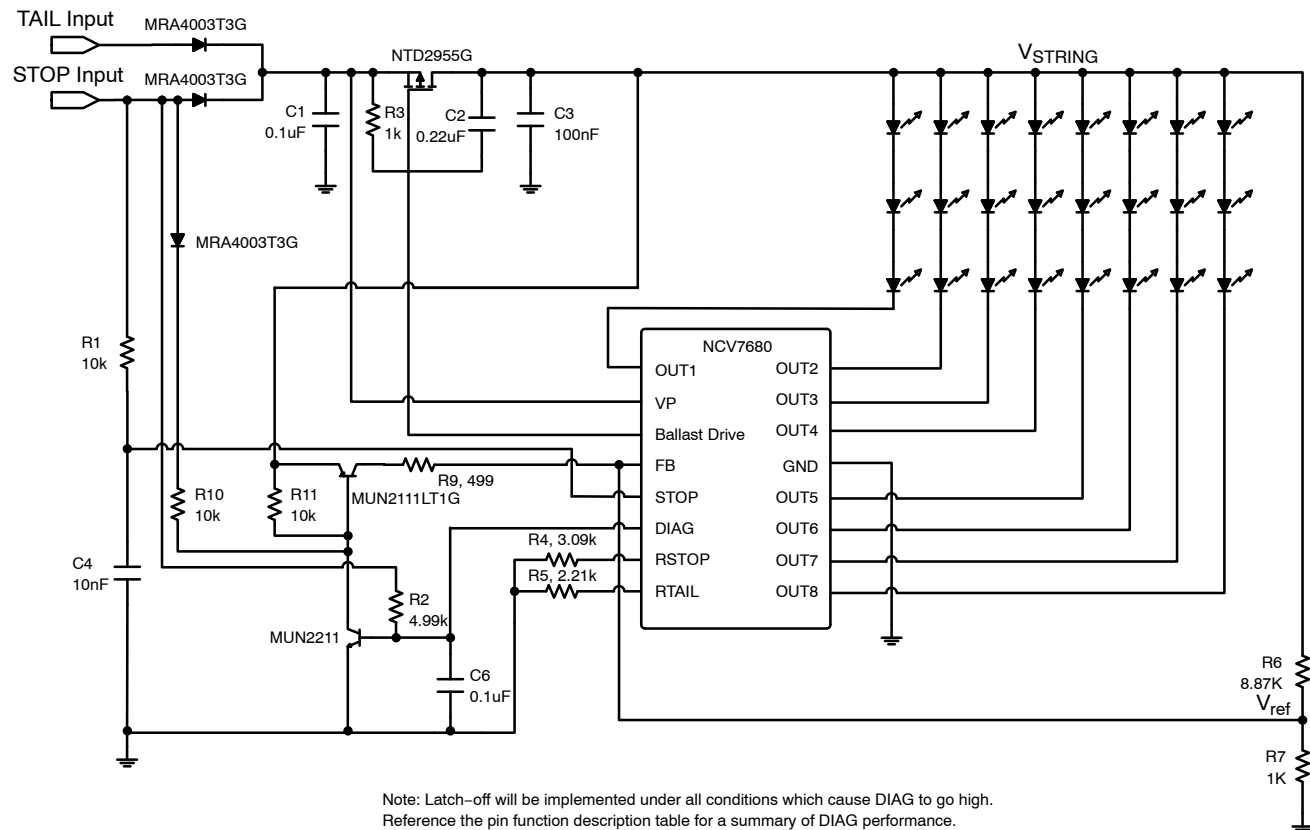 TAIL Input
MRA4003T3G
STOP Input
MRA4003T3G
NTD2955G
VSTRING
C1
0.1uF
R3
1k
C2
0.22uF
C3
100nF
MRA4003T3G
R1
10k
NCV7680
OUT1
VP
Ballast Drive
FB
STOP
DIAG
RSTOP
RTAIL
OUT2
OUT3
OUT4
GND
OUT5
OUT6
OUT7
OUT8
R9, 499
MUN2111LT1G
R10
10k
R11
10k
R4, 3.09k
R5, 2.21k
C4
10nF
R2
4.99k
MUN2211
C6
0.1uF
R6
8.87K
Vref
R7
1K
Note: Latch−off will be implemented under all conditions which cause DIAG to go high.
Reference the pin function description table for a summary of DIAG performance.